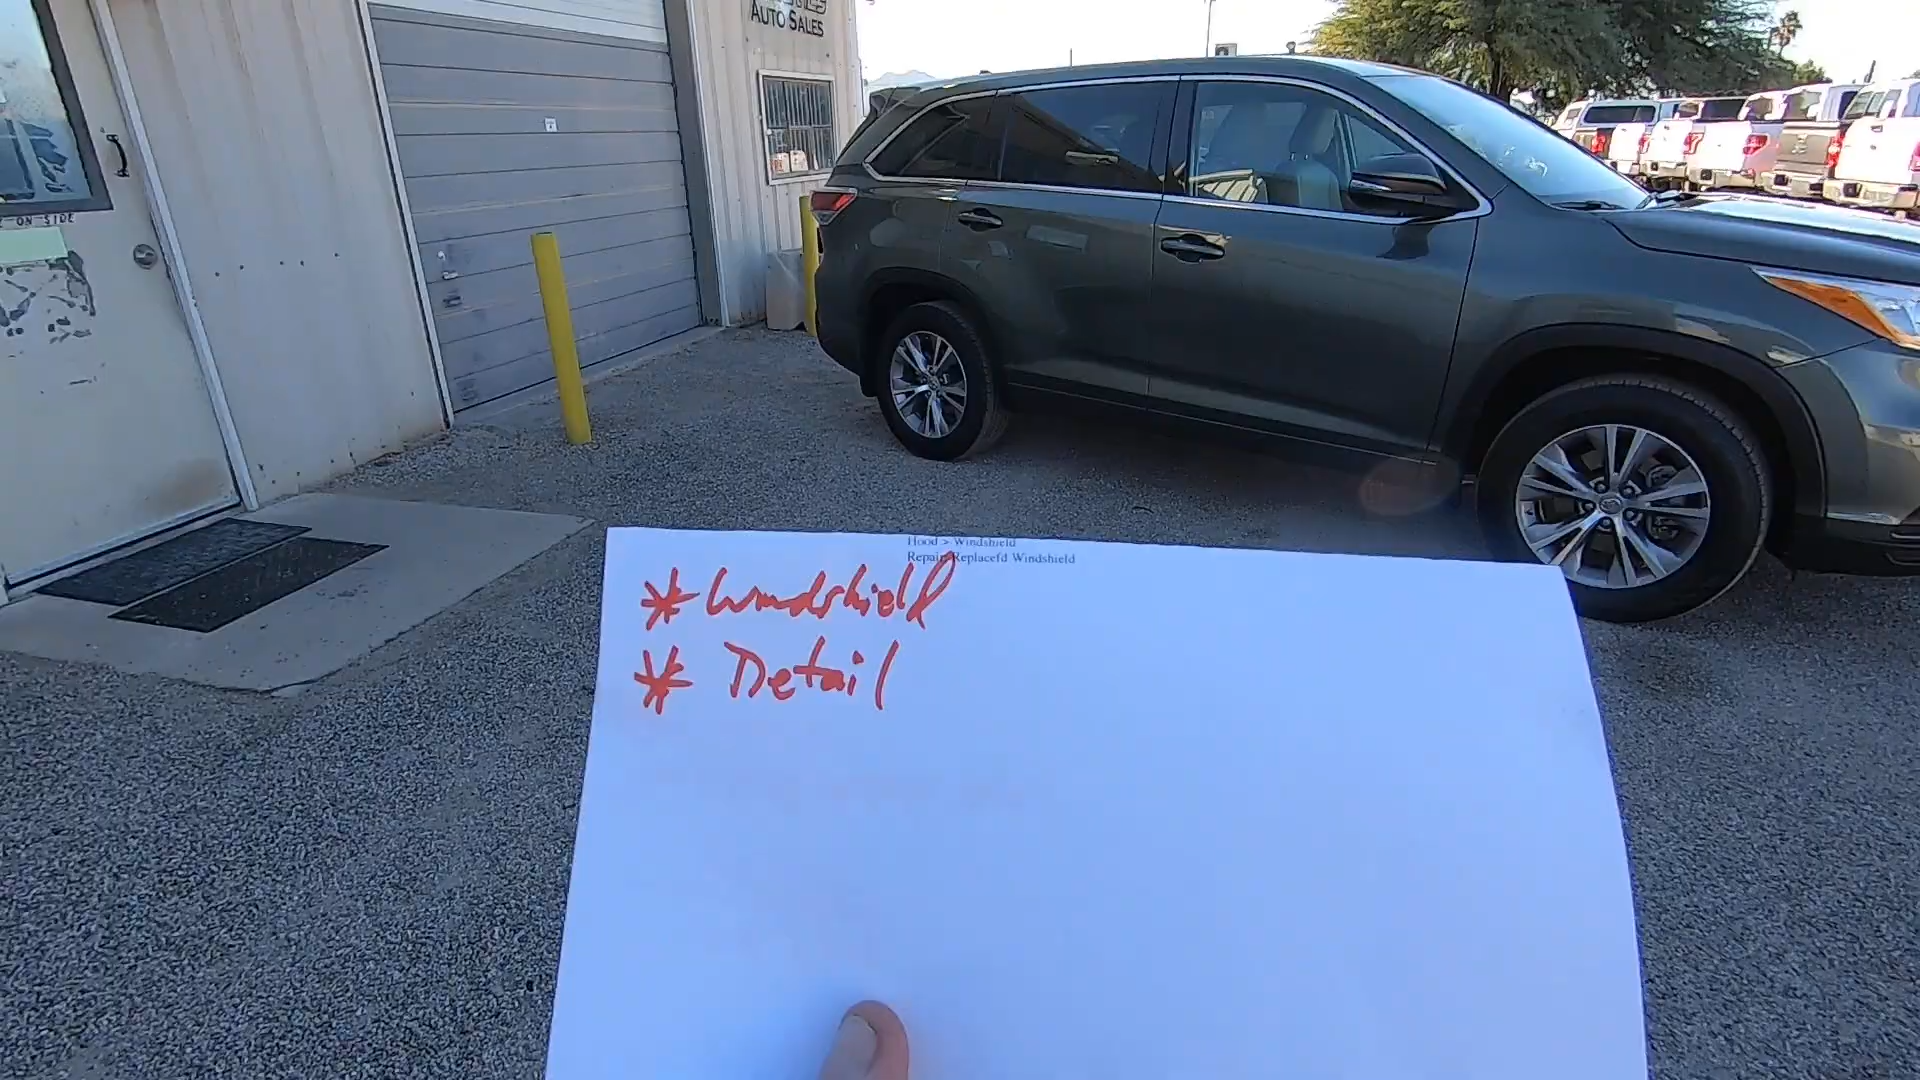 AUTO SALES
ON SIDE
Hood > Windshield
Repair-Replacefd Windshield
* Windshield
* Detail